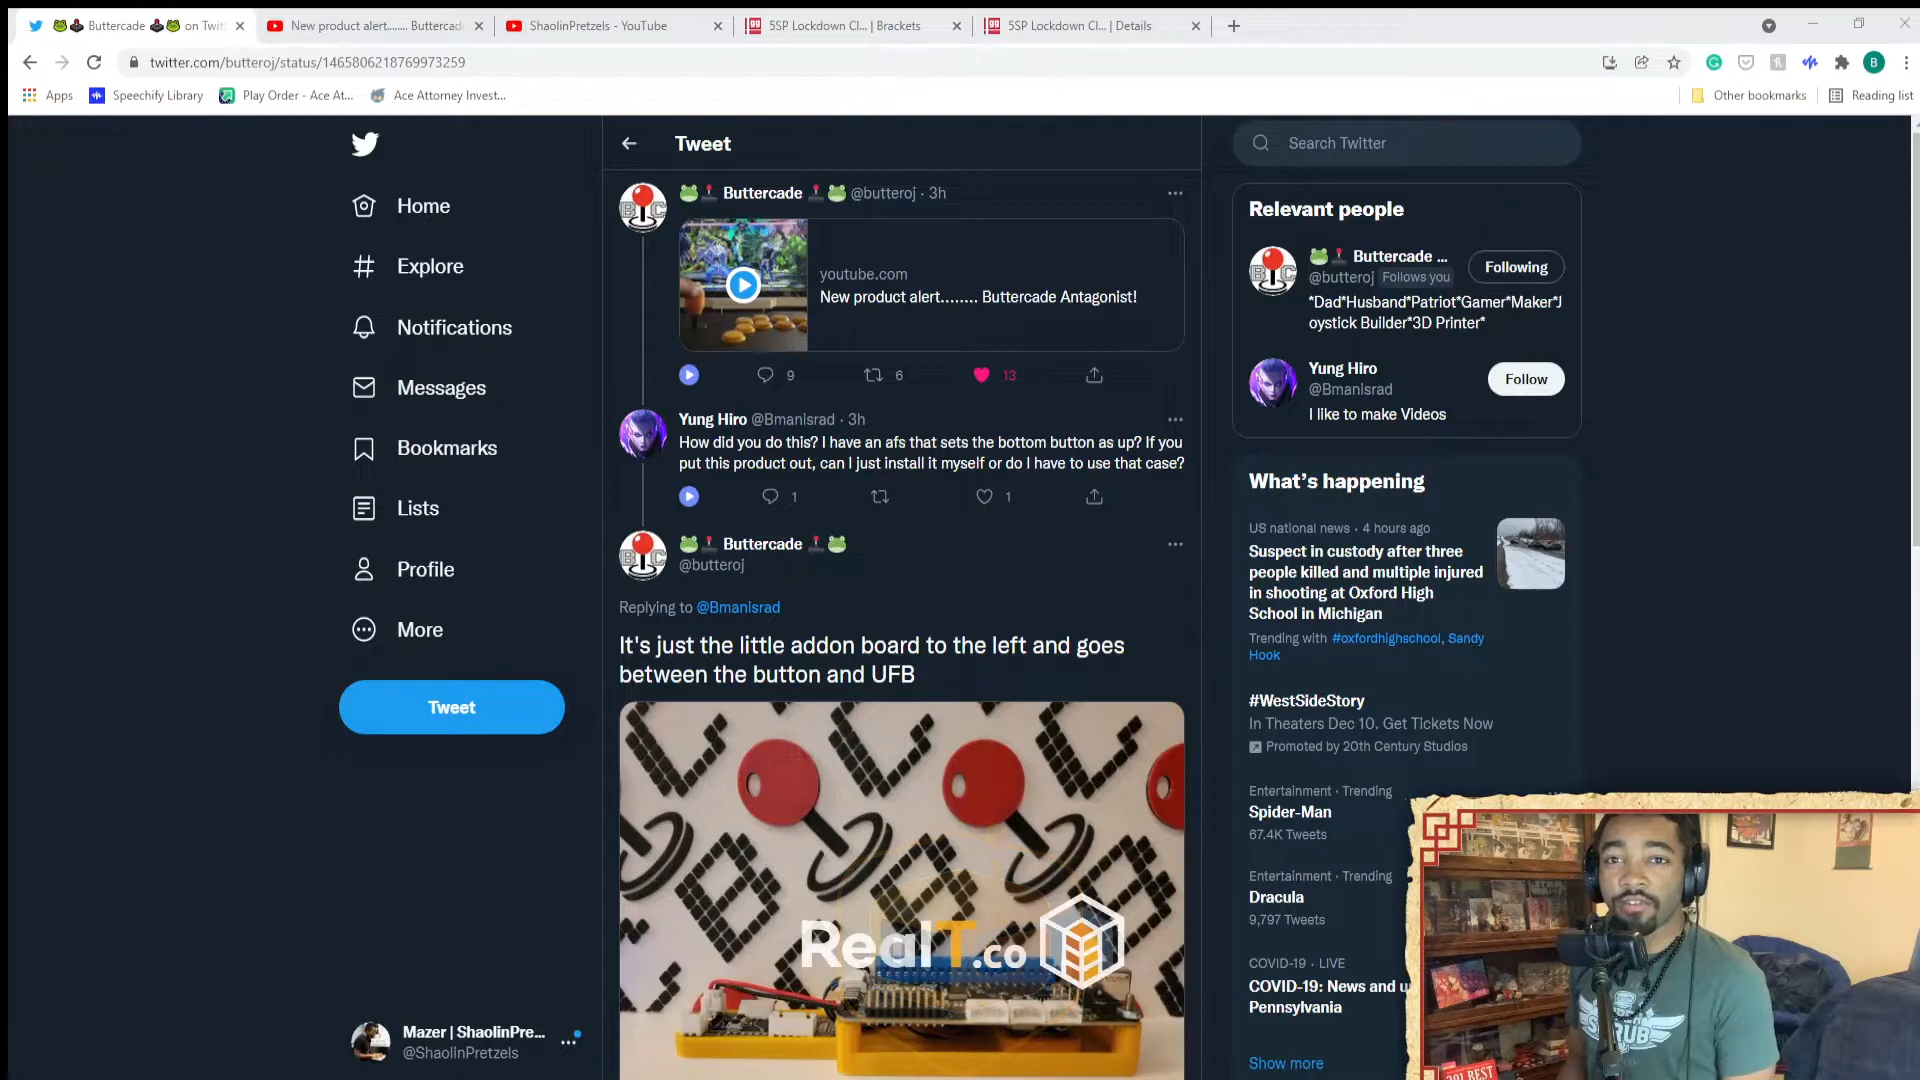 Buttercade on Twit
New product alert........ Buttercad
ShaolinPretzels - YouTube
5SP Lockdown Cl... | Brackets
5SP Lockdown Cl... | Details
twitter.com/butteroj/status/1465806218769973259
B
Apps
Speechify Library
Play Order - Ace At...
Ace Attorney Invest...
Other bookmarks
Reading list
Home
Explore
Notifications
Messages
Bookmarks
Lists
Profile
More
Tweet
Mazer | ShaolinPre...
@ShaolinPretzels
Tweet
Buttercade @butteroj · 3h
youtube.com
New product alert........ Buttercade Antagonist!
9 6 13
Yung Hiro @Bmanisrad · 3h
How did you do this? I have an afs that sets the bottom button as up? If you
put this product out, can I just install it myself or do I have to use that case?
1 1
Buttercade
@butteroj
Replying to @Bmanisrad
It's just the little addon board to the left and goes
between the button and UFB
RealT.co
Search Twitter
Relevant people
Buttercade ...
@butteroj Follows you
Following
*Dad*Husband*Patriot*Gamer*Maker*J
oystick Builder*3D Printer*
Yung Hiro
@Bmanisrad
Follow
I like to make Videos
What's happening
US national news · 4 hours ago
Suspect in custody after three
people killed and multiple injured
in shooting at Oxford High
School in Michigan
Trending with #oxfordhighschool, Sandy
Hook
#WestSideStory
In Theaters Dec 10. Get Tickets Now
Promoted by 20th Century Studios
Entertainment · Trending
Spider-Man
67.4K Tweets
Entertainment · Trending
Dracula
9,797 Tweets
COVID-19 · LIVE
COVID-19: News and u
Pennsylvania
Show more
SCRUB
201 BEST